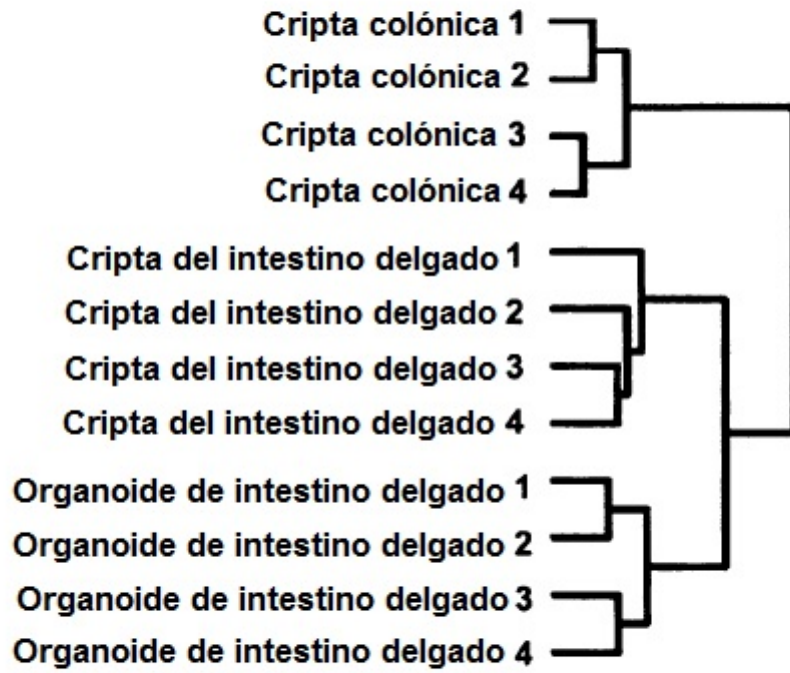 Cripta colónica 1
Cripta colónica 2
Cripta colónica 3
Cripta colónica 4
Cripta del intestino delgado 1
Cripta del intestino delgado 2
Cripta del intestino delgado 3
Cripta del intestino delgado 4
Organoide de intestino delgado 1
Organoide de intestino delgado 2
Organoide de intestino delgado 3
Organoide de intestino delgado 4